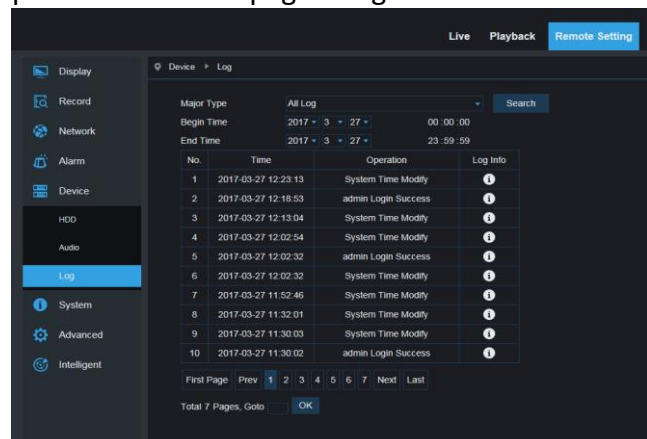 Live Playback Remote Setting
Display
Record
Network
Alarm
Device
HDD
Audio
Log
System
Advanced
Intelligent
Device Log
Major Type All Log Search
Begin Time 2017 3 27 00 :00 :00
End Time 2017 3 27 23 :59 :59
No. Time Operation Log Info
1 2017-03-27 12:23:13 System Time Modify
2 2017-03-27 12:18:53 admin Login Success
3 2017-03-27 12:13:04 System Time Modify
4 2017-03-27 12:02:54 System Time Modify
5 2017-03-27 12:02:32 admin Login Success
6 2017-03-27 12:02:32 System Time Modify
7 2017-03-27 11:52:46 System Time Modify
8 2017-03-27 11:32:01 System Time Modify
9 2017-03-27 11:30:03 System Time Modify
10 2017-03-27 11:30:02 admin Login Success
First Page Prev 1 2 3 4 5 6 7 Next Last
Total 7 Pages, Goto OK